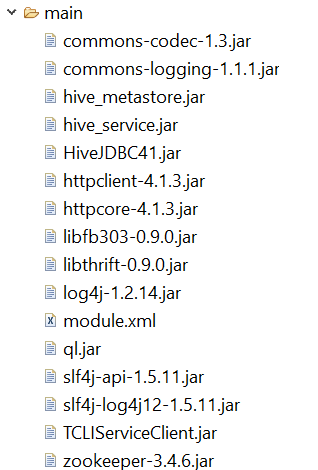 main
commons-codec-1.3.jar
commons-logging-1.1.1.jar
hive_metastore.jar
hive_service.jar
HiveJDBC41.jar
httpclient-4.1.3.jar
httpcore-4.1.3.jar
libfb303-0.9.0.jar
libthrift-0.9.0.jar
log4j-1.2.14.jar
module.xml
ql.jar
slf4j-api-1.5.11.jar
slf4j-log4j12-1.5.11.jar
TCLIServiceClient.jar
zookeeper-3.4.6.jar